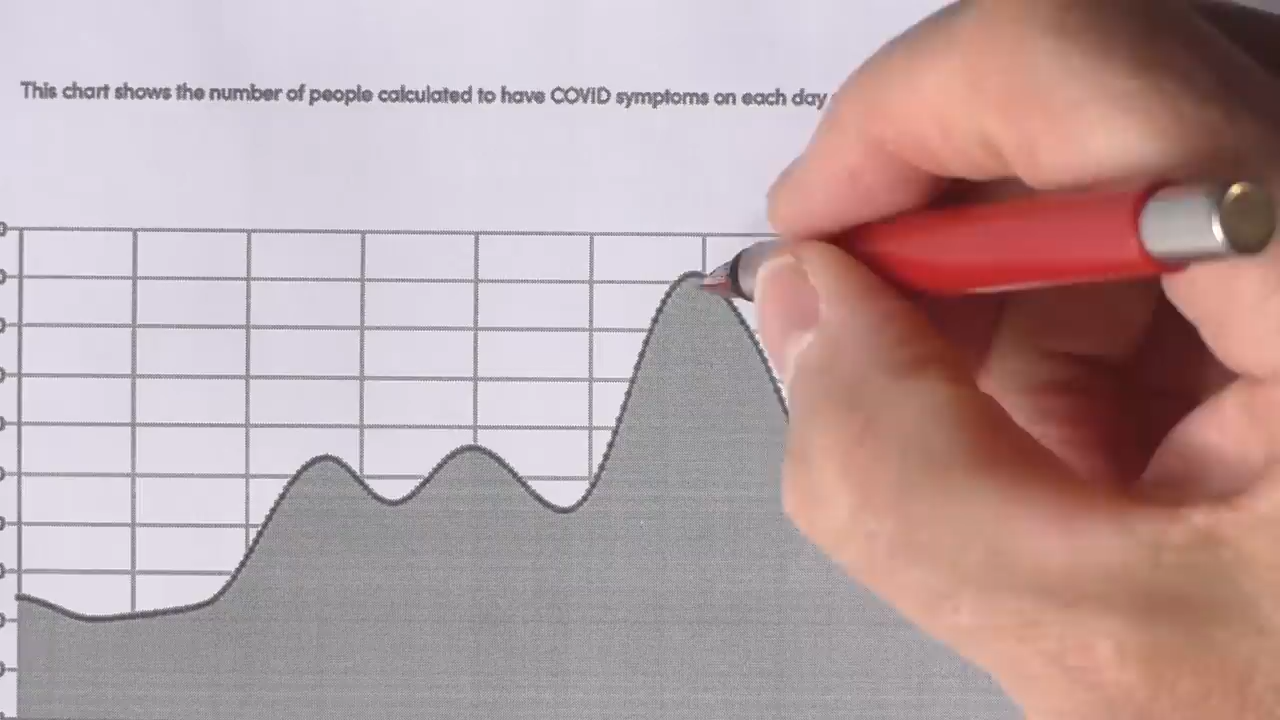 This chart shows the number of people calculated to have COVID symptoms on each day